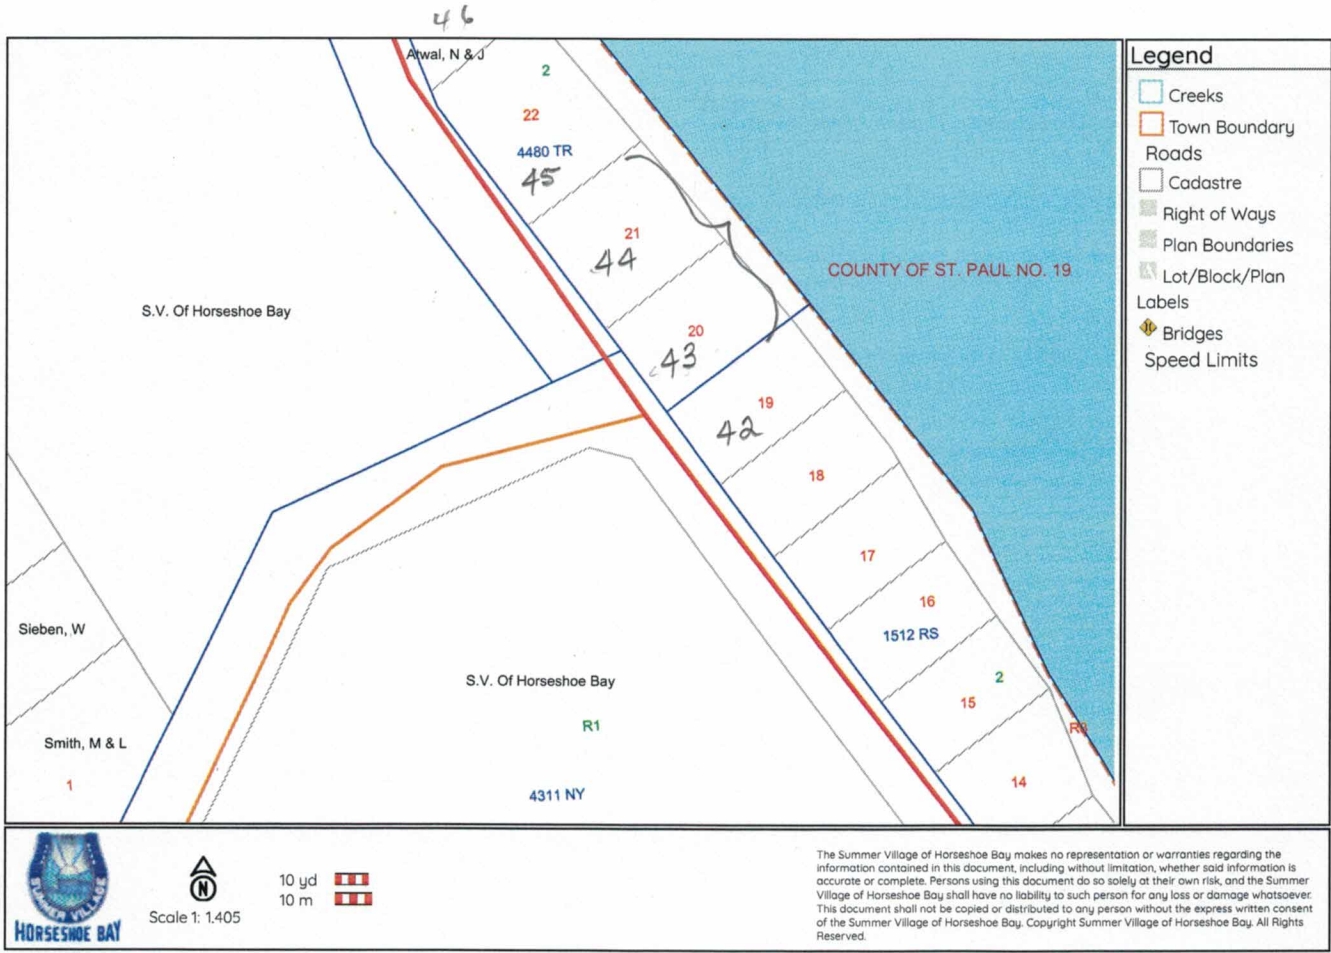 46
Atwal, N & J
2
22
4480 TR
45
21
44
COUNTY OF ST. PAUL NO. 19
S.V. Of Horseshoe Bay
20
43
19
42
18
17
16
1512 RS
Sieben, W
2
S.V. Of Horseshoe Bay
15
R1
R3
Smith, M & L
1
14
4311 NY
Legend
Creeks
Town Boundary
Roads
Cadastre
Right of Ways
Plan Boundaries
Lot/Block/Plan
Labels
Bridges
Speed Limits
SUMMER VILLAGE
HORSESHOE BAY
N
Scale 1: 1,405
10 yd
10 m
The Summer Village of Horseshoe Bay makes no representation or warranties regarding the
information contained in this document, including without limitation, whether said information is
accurate or complete. Persons using this document do so solely at their own risk, and the Summer
Village of Horseshoe Bay shall have no liability to such person for any loss or damage whatsoever.
This document shall not be copied or distributed to any person without the express written consent
of the Summer Village of Horseshoe Bay. Copyright Summer Village of Horseshoe Bay. All Rights
Reserved.